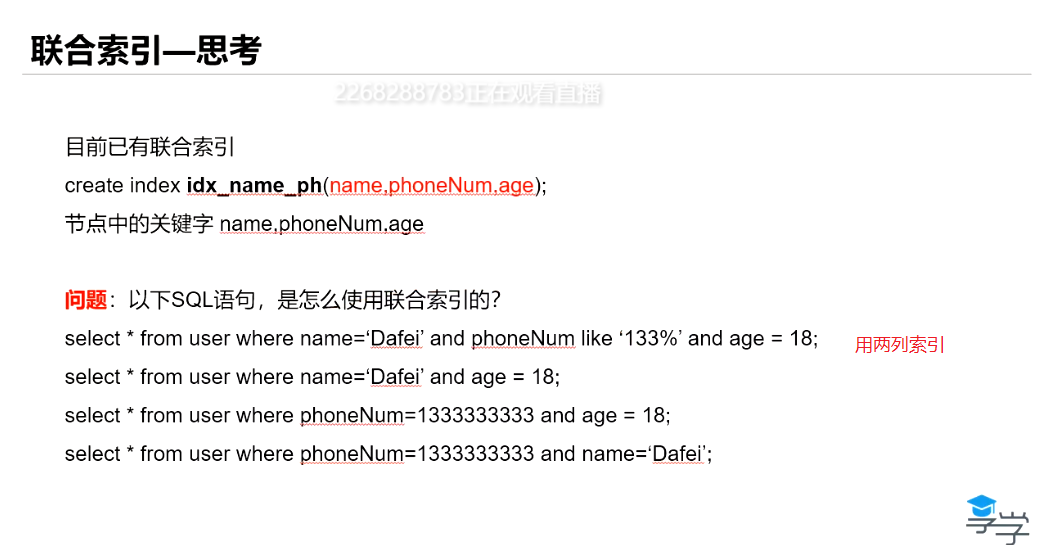 联合索引—思考
2268288783正在观看直播
目前已有联合索引
create index idx_name_ph(name,phoneNum,age);
节点中的关键字 name,phoneNum,age
问题：以下SQL语句，是怎么使用联合索引的？
select * from user where name=‘Dafei’ and phoneNum like ‘133%’ and age = 18;
用两列索引
select * from user where name=‘Dafei’ and age = 18;
select * from user where phoneNum=1333333333 and age = 18;
select * from user where phoneNum=1333333333 and name=‘Dafei’;
享学